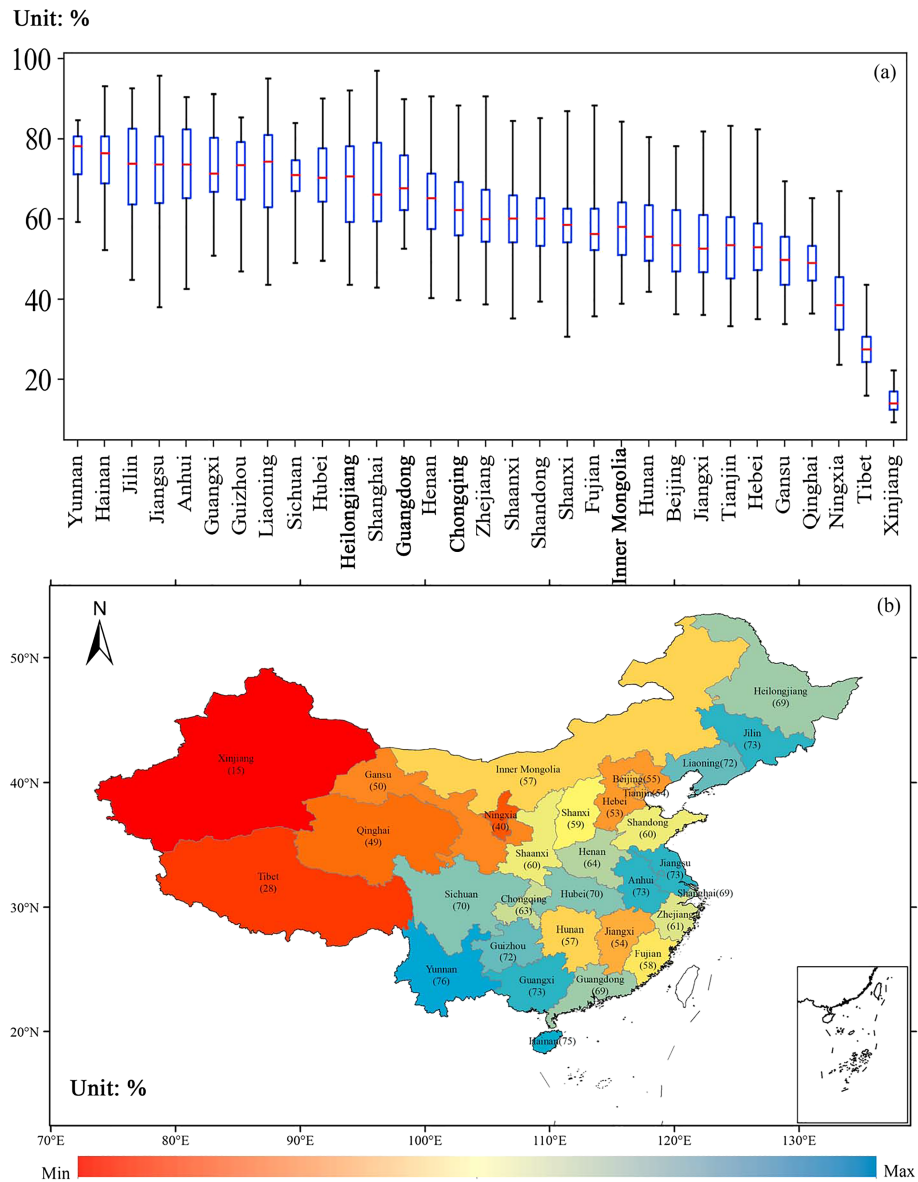 Unit: %
(a)
100
80
60
40
20
Yunnan
Hainan
Jilin
Jiangsu
Anhui
Guangxi
Guizhou
Liaoning
Sichuan
Hubei
Heilongjiang
Shanghai
Guangdong
Henan
Chongqing
Zhejiang
Shaanxi
Shandong
Shanxi
Fujian
Inner Mongolia
Hunan
Beijing
Jiangxi
Tianjin
Hebei
Gansu
Qinghai
Ningxia
Tibet
Xinjiang
(b)
N
50°N
40°N
30°N
20°N
Heilongjiang
(69)
Jilin
(73)
Liaoning(72)
Xinjiang
(15)
Gansu
(50)
Inner Mongolia
(57)
Beijing(55)
Tianjin(54)
Hebei
(53)
Ningxia
(40)
Shanxi
(59)
Shandong
(60)
Qinghai
(49)
Shaanxi
(60)
Henan
(64)
Jiangsu
(73)
Tibet
(28)
Anhui
(73)
Shanghai(69)
Sichuan
(70)
Chongqing
(63)
Hubei(70)
Zhejiang
(61)
Guizhou
(72)
Hunan
(57)
Jiangxi
(54)
Fujian
(58)
Yunnan
(76)
Guangxi
(73)
Guangdong
(69)
Hainan(75)
Unit: %
70°E
80°E
90°E
100°E
110°E
120°E
130°E
Min
Max